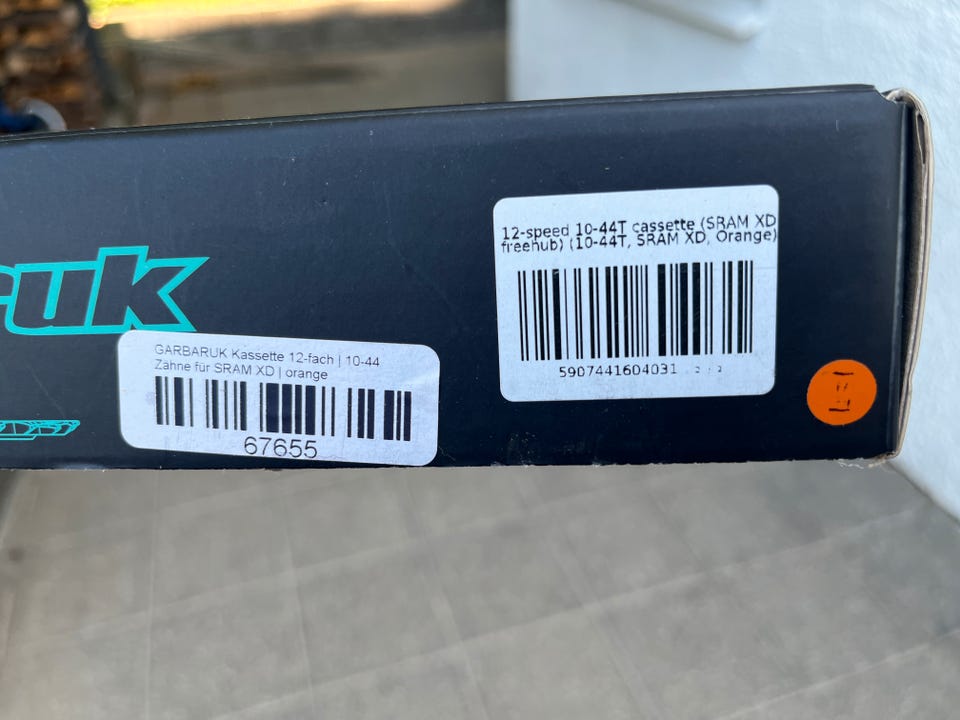 ruk
12-speed 10-44T cassette (SRAM XD
freehub) (10-44T, SRAM XD, Orange)
5907441604031
GARBARUK Kassette 12-fach | 10-44
Zähne für SRAM XD | orange
67655